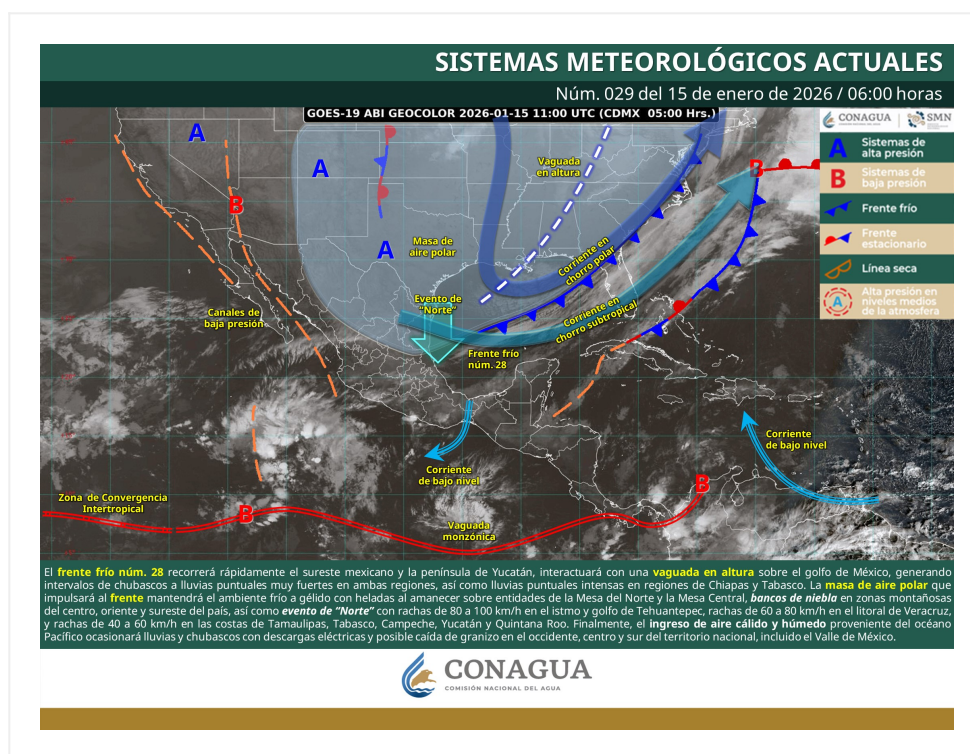 SISTEMAS METEOROLÓGICOS ACTUALES
Núm. 029 del 15 de enero de 2026 / 06:00 horas
GOES-19 ABI GEOCOLOR 2026-01-15 11:00 UTC (CDMX 05:00 Hrs.)
CONAGUA
SMN
A
Sistemas de
alta presión
B
Sistemas de
baja presión
Frente frío
Frente
estacionario
Línea seca
A
Alta presión en
niveles medios
de la atmosfera
A
A
B
A
B
Vaguada
en altura
Masa de
aire polar
Corriente en
chorro polar
Evento de
"Norte"
Corriente en
chorro subtropical
Canales de
baja presión
Frente frío
núm. 28
Corriente
de bajo nivel
Corriente
de bajo nivel
B
B
Zona de Convergencia
Intertropical
Vaguada
monzónica
El frente frío núm. 28 recorrerá rápidamente el sureste mexicano y la península de Yucatán, interactuará con una vaguada en altura sobre el golfo de México, generando
intervalos de chubascos a lluvias puntuales muy fuertes en ambas regiones, así como lluvias puntuales intensas en regiones de Chiapas y Tabasco. La masa de aire polar que
impulsará al frente mantendrá el ambiente frío a gélido con heladas al amanecer sobre entidades de la Mesa del Norte y la Mesa Central, bancos de niebla en zonas montañosas
del centro, oriente y sureste del país, así como evento de "Norte" con rachas de 80 a 100 km/h en el istmo y golfo de Tehuantepec, rachas de 60 a 80 km/h en el litoral de Veracruz,
y rachas de 40 a 60 km/h en las costas de Tamaulipas, Tabasco, Campeche, Yucatán y Quintana Roo. Finalmente, el ingreso de aire cálido y húmedo proveniente del océano
Pacífico ocasionará lluvias y chubascos con descargas eléctricas y posible caída de granizo en el occidente, centro y sur del territorio nacional, incluido el Valle de México.
CONAGUA
COMISIÓN NACIONAL DEL AGUA